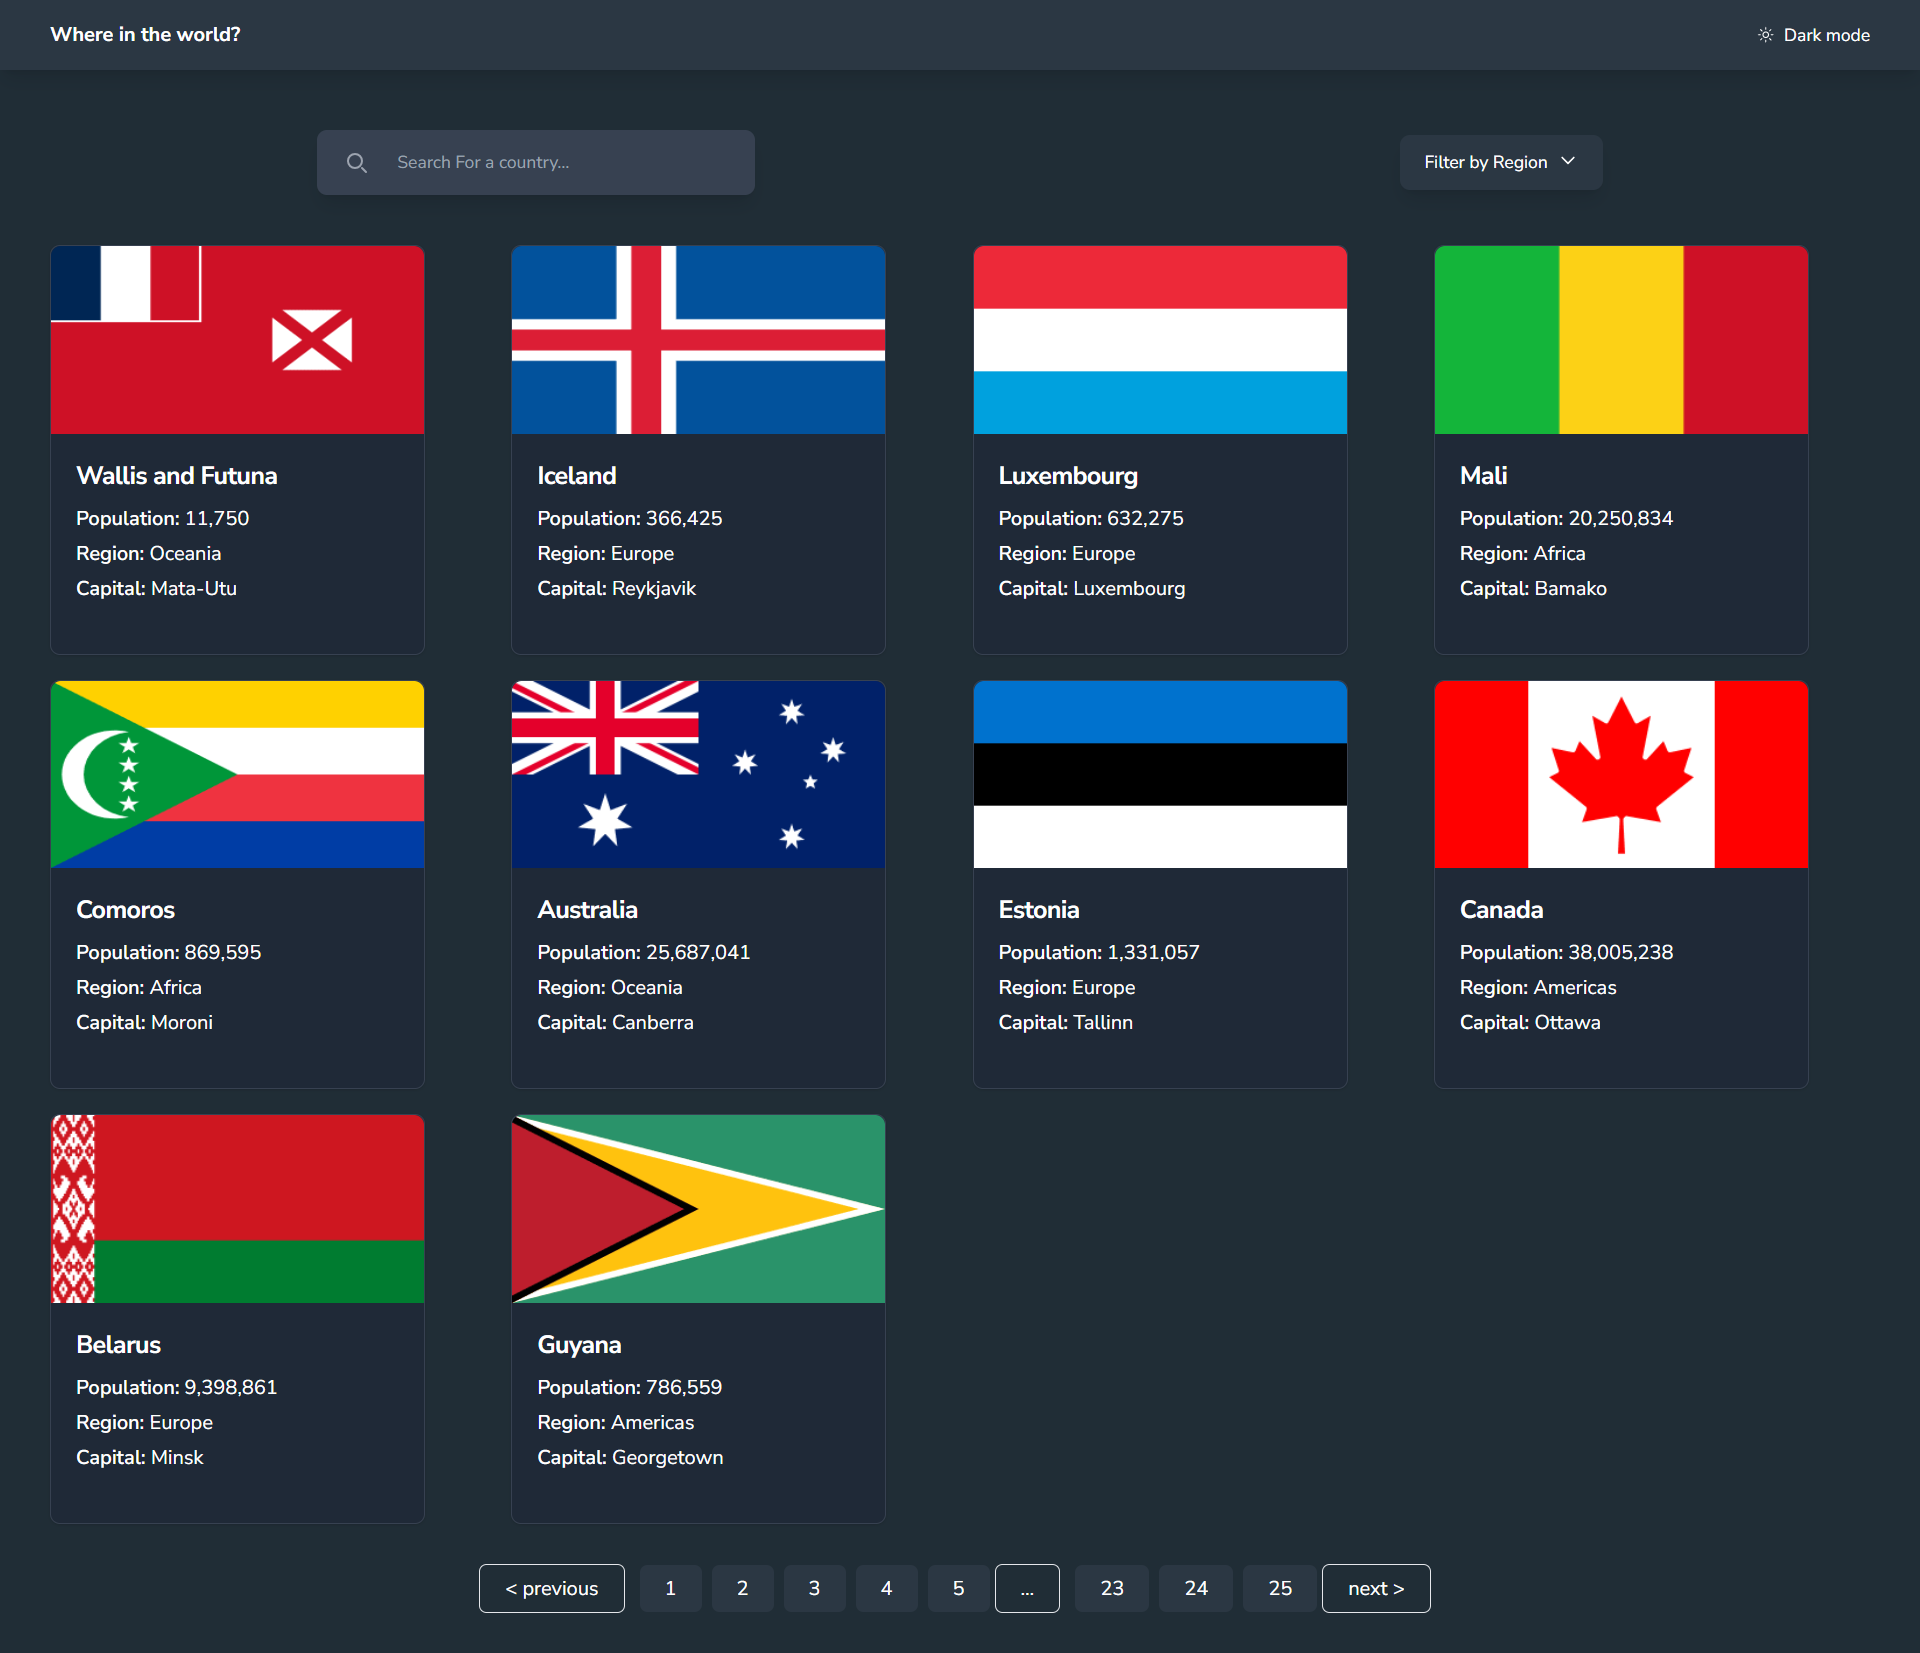 Where in the world?
Dark mode
Search For a country...
Filter by Region
Wallis and Futuna
Population: 11,750
Region: Oceania
Capital: Mata-Utu
Iceland
Population: 366,425
Region: Europe
Capital: Reykjavik
Luxembourg
Population: 632,275
Region: Europe
Capital: Luxembourg
Mali
Population: 20,250,834
Region: Africa
Capital: Bamako
Comoros
Population: 869,595
Region: Africa
Capital: Moroni
Australia
Population: 25,687,041
Region: Oceania
Capital: Canberra
Estonia
Population: 1,331,057
Region: Europe
Capital: Tallinn
Canada
Population: 38,005,238
Region: Americas
Capital: Ottawa
Belarus
Population: 9,398,861
Region: Europe
Capital: Minsk
Guyana
Population: 786,559
Region: Americas
Capital: Georgetown
< previous 1 2 3 4 5 ... 23 24 25 next >